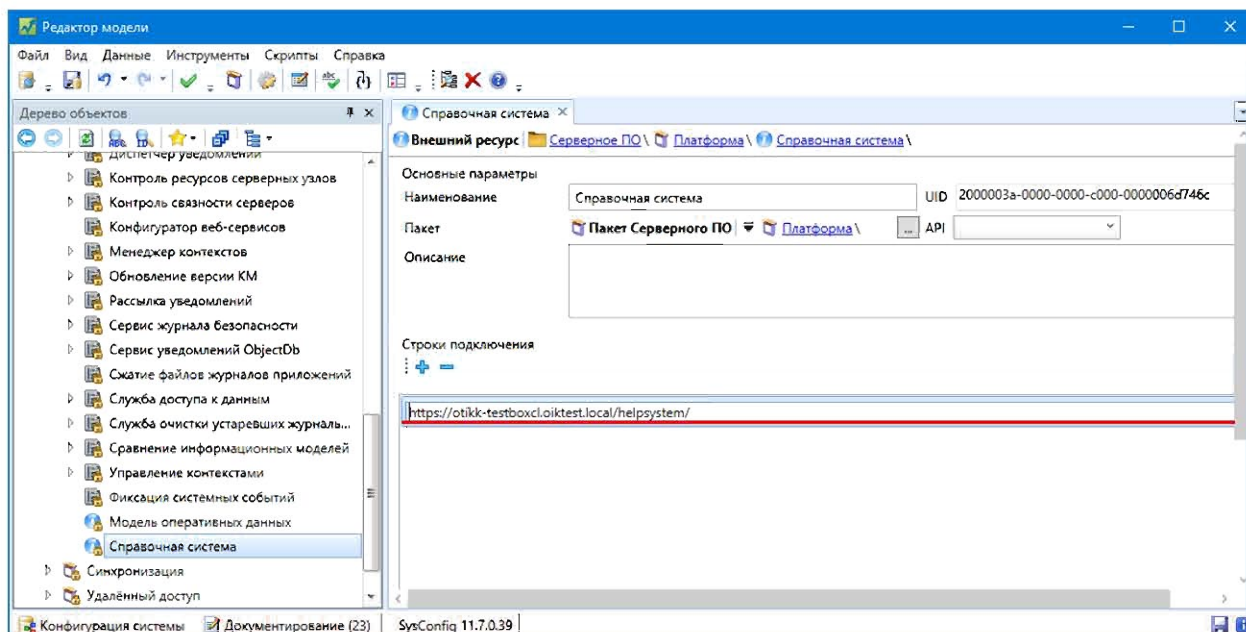 Редактор модели
Файл Вид Данные Инструменты Скрипты Справка
Дерево объектов
Диспетчер уведомлений
Контроль ресурсов серверных узлов
Контроль связности серверов
Конфигуратор веб-сервисов
Менеджер контекстов
Обновление версии КМ
Рассылка уведомлений
Сервис журнала безопасности
Сервис уведомлений ObjectDb
Сжатие файлов журналов приложений
Служба доступа к данным
Служба очистки устаревших журналь...
Сравнение информационных моделей
Управление контекстами
Фиксация системных событий
Модель оперативных данных
Справочная система
Синхронизация
Удалённый доступ
Конфигурация системы Документирование (23)
Справочная система
Внешний ресурс Серверное ПО \ Платформа \ Справочная система \
Основные параметры
Наименование Справочная система UID 2000003a-0000-0000-c000-0000006d746c
Пакет Пакет Серверного ПО Платформа \ ... API
Описание
Строки подключения
https://otikk-testboxcl.oiktest.local/helpsystem/
SysConfig 11.7.0.39